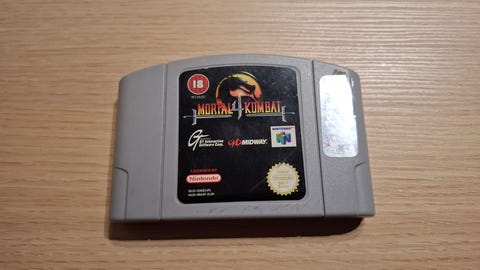 18
MORTAL 4 KOMBAT
GT Interactive
Software Corp.
MIDWAY
NINTENDO 64
LICENSED BY
Nintendo